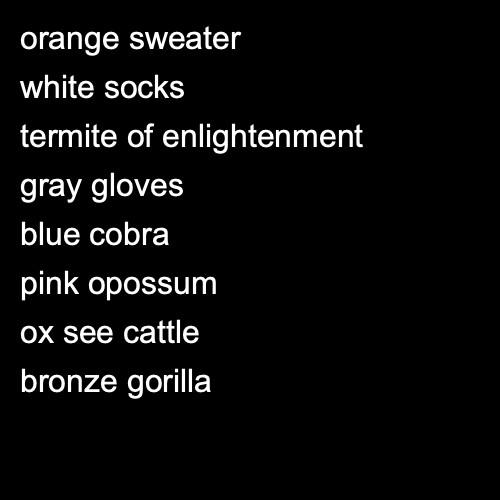 orange sweater
white socks
termite of enlightenment
gray gloves
blue cobra
pink opossum
ox see cattle
bronze gorilla